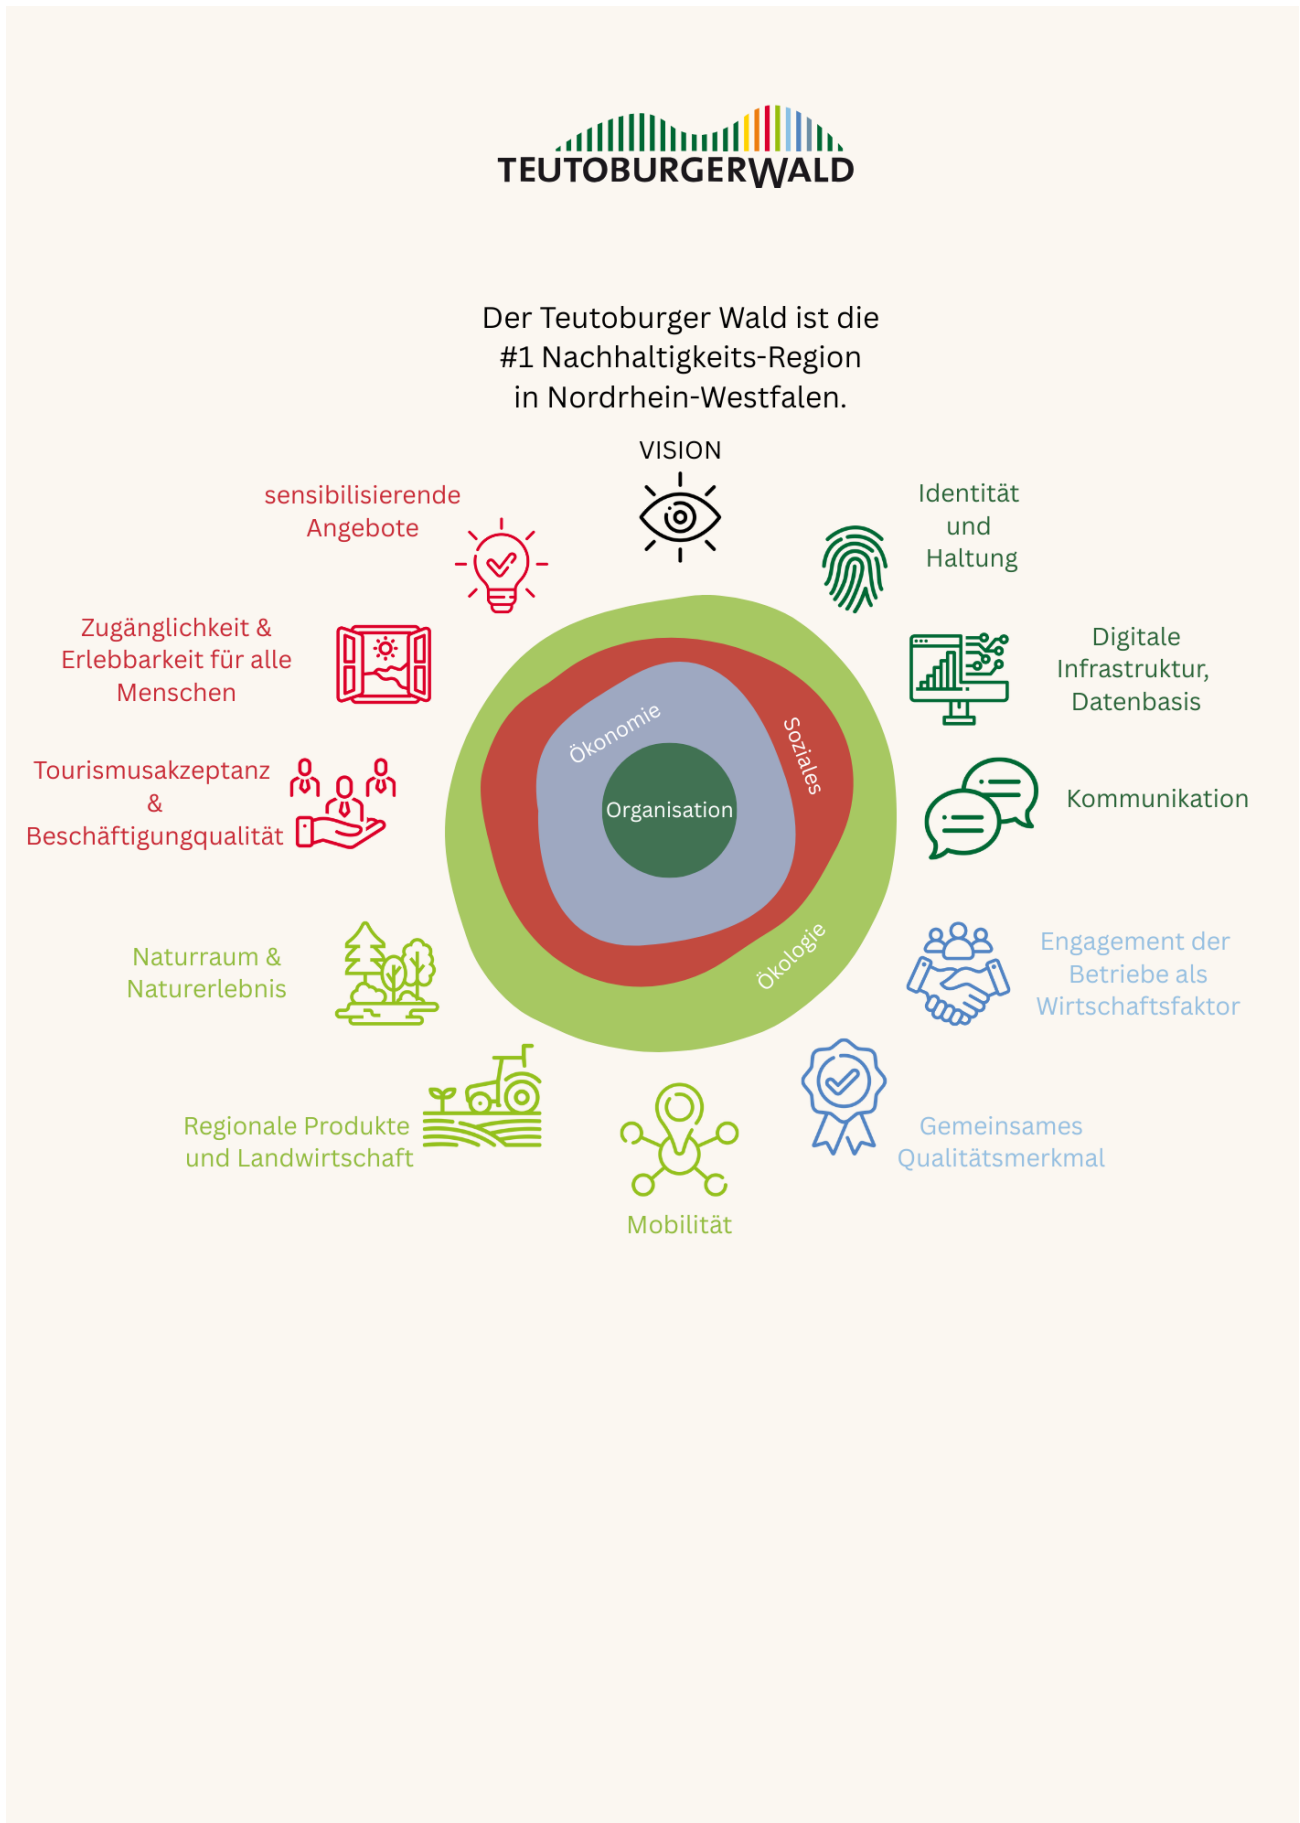 TEUTOBURGERWALD
Der Teutoburger Wald ist die
#1 Nachhaltigkeits-Region
in Nordrhein-Westfalen.
VISION
sensibilisierende
Angebote
Identität
und
Haltung
Zugänglichkeit &
Erlebbarkeit für alle
Menschen
Digitale
Infrastruktur,
Datenbasis
Tourismusakzeptanz
&
Beschäftigungqualität
Kommunikation
Ökonomie
Soziales
Organisation
Ökologie
Naturraum &
Naturerlebnis
Engagement der
Betriebe als
Wirtschaftsfaktor
Regionale Produkte
und Landwirtschaft
Gemeinsames
Qualitätsmerkmal
Mobilität